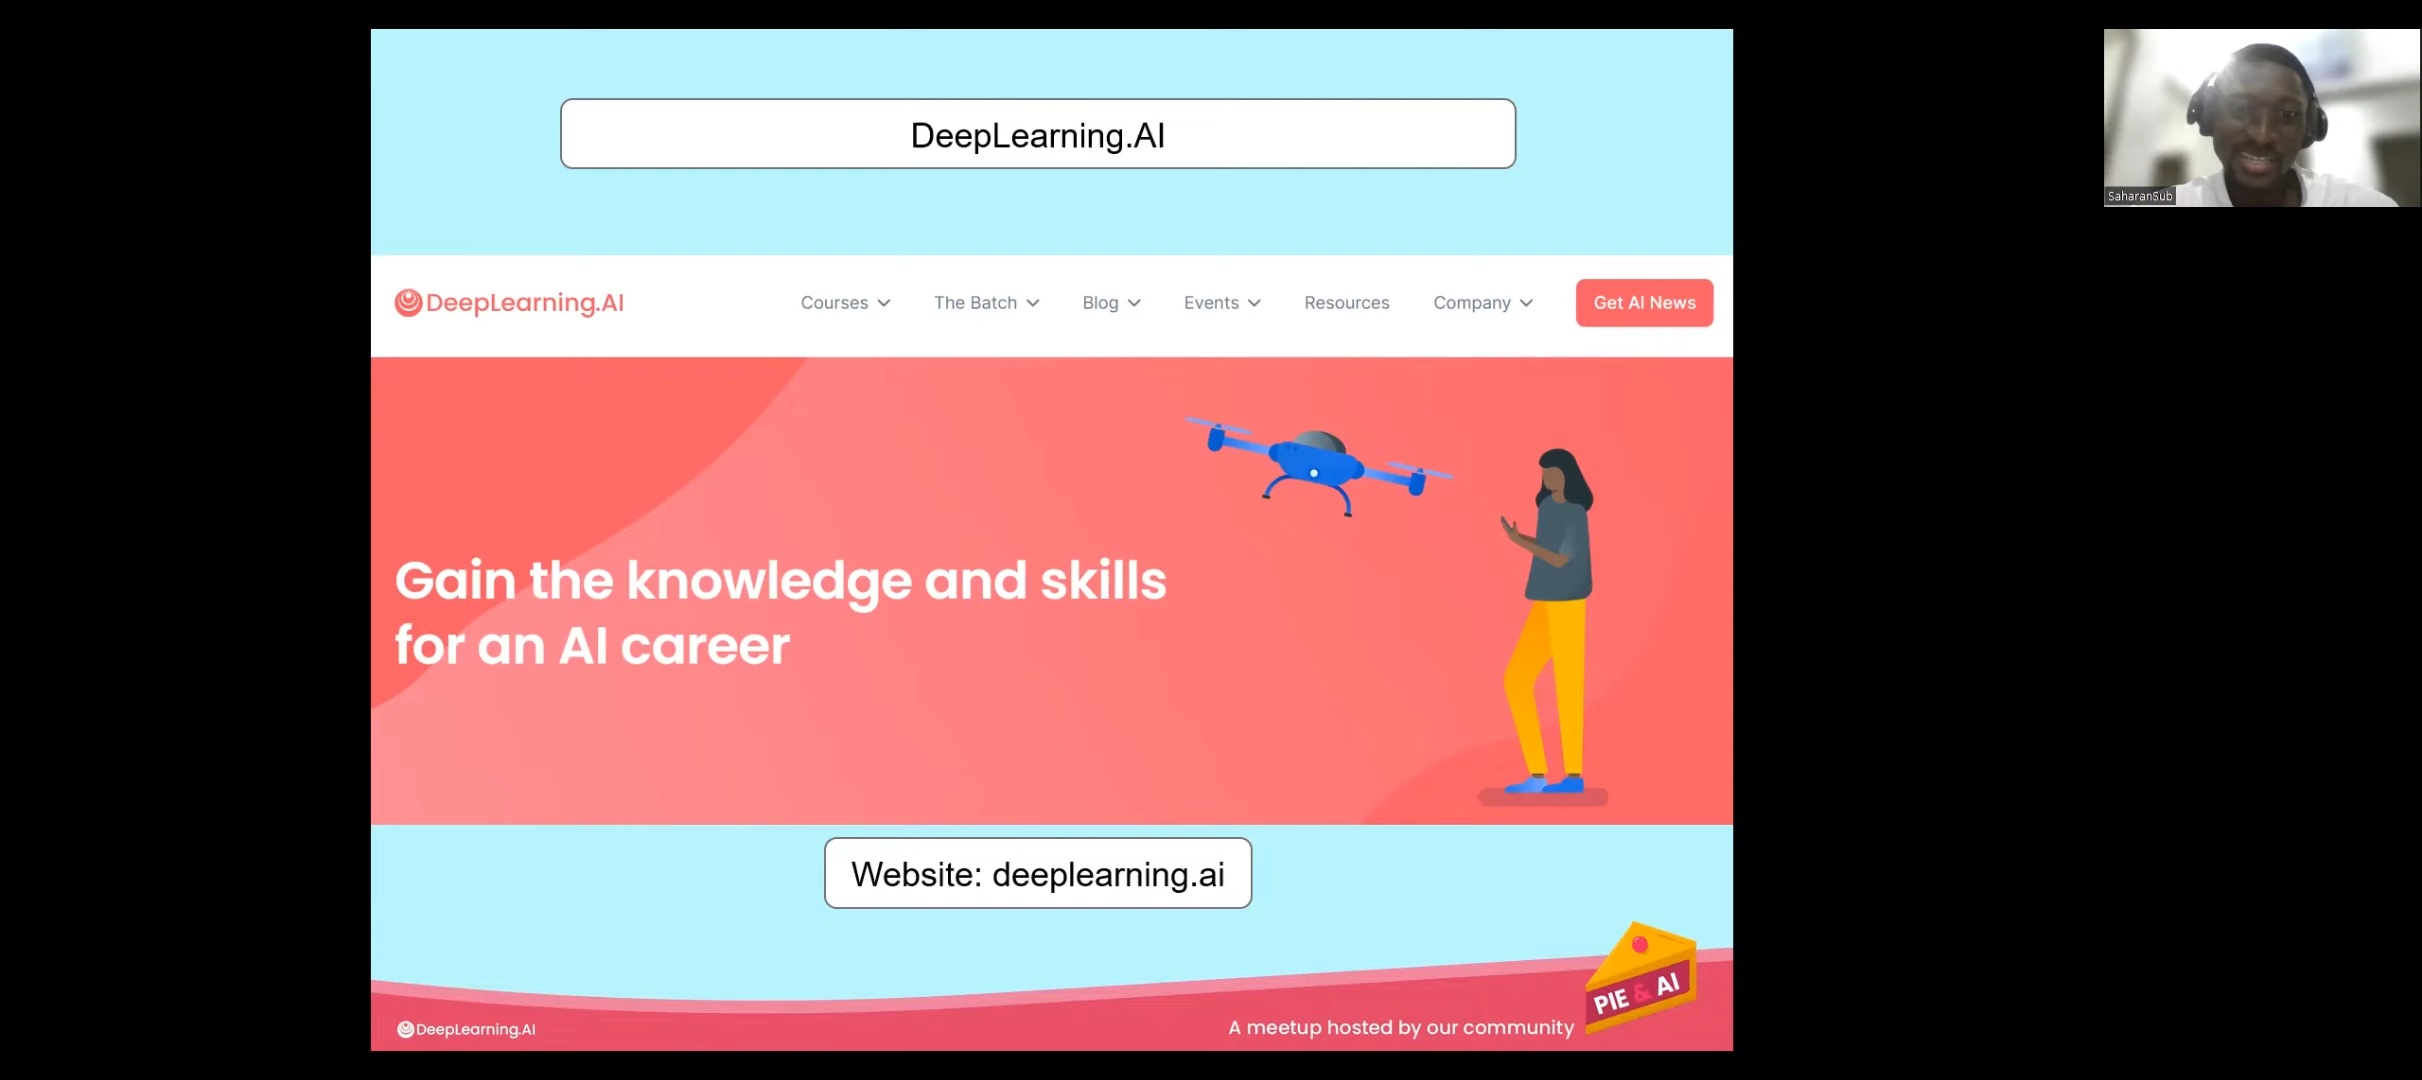 DeepLearning.AI
SaharanSub
DeepLearning.AI
Courses
The Batch
Blog
Events
Resources
Company
Get AI News
Gain the knowledge and skills
for an AI career
Website: deeplearning.ai
PIE & AI
DeepLearning.AI
A meetup hosted by our community